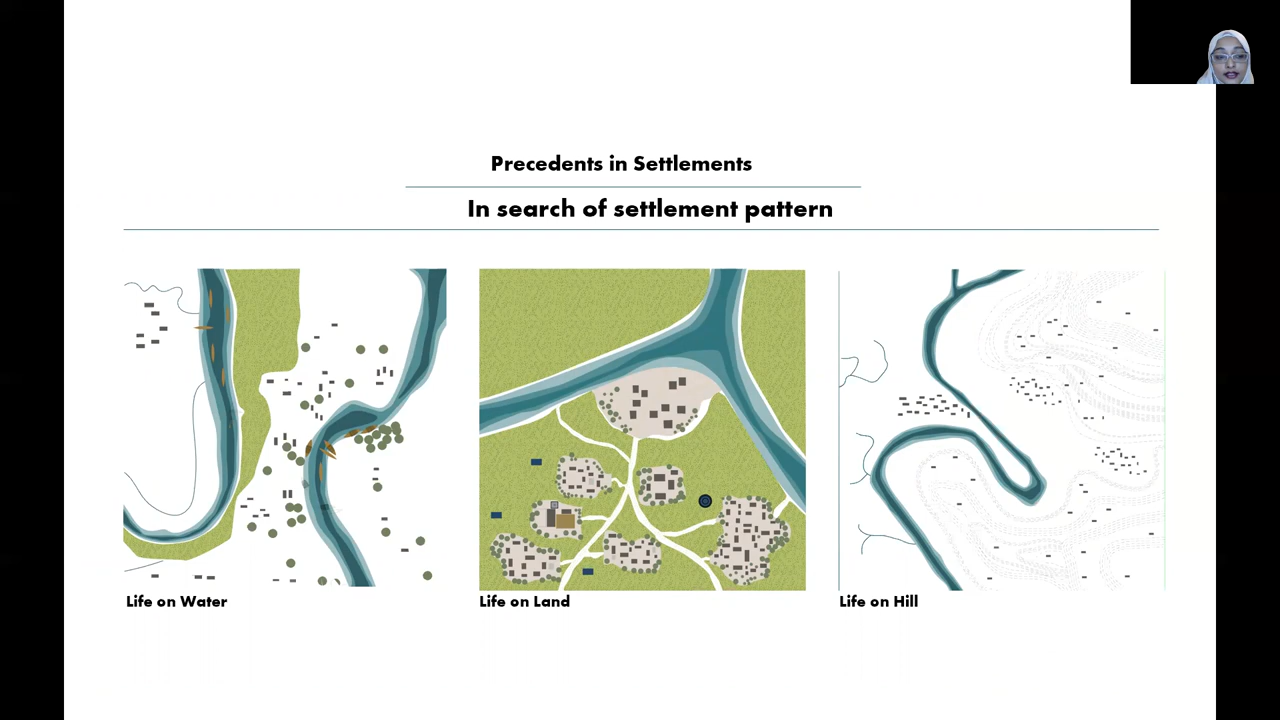 Precedents in Settlements
In search of settlement pattern
Life on Water
Life on Land
Life on Hill